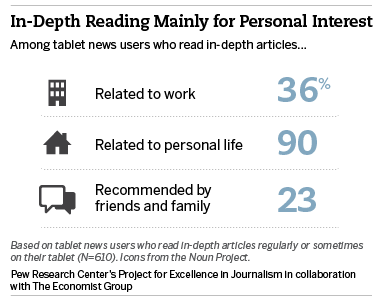 In-Depth Reading Mainly for Personal Interest
Among tablet news users who read in-depth articles...
Related to work 36%
Related to personal life 90
Recommended by
friends and family 23
Based on tablet news users who read in-depth articles regularly or sometimes
on their tablet (N=610). Icons from the Noun Project.
Pew Research Center's Project for Excellence in Journalism in collaboration
with The Economist Group